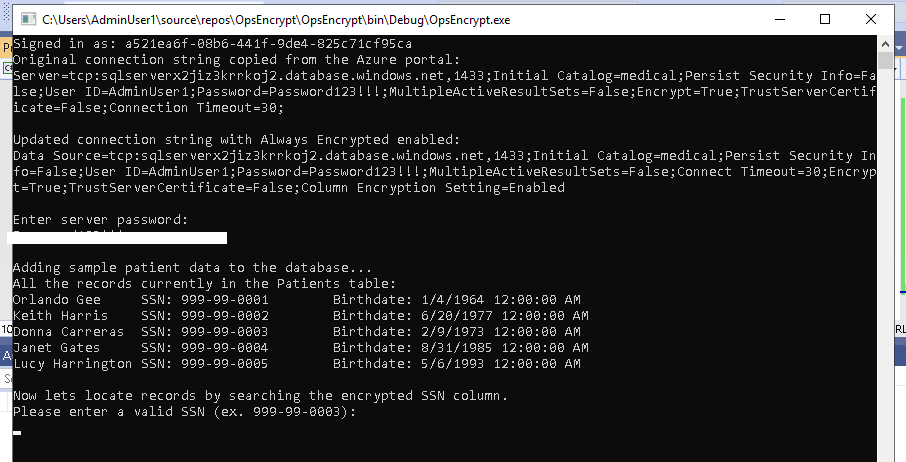 C:\Users\AdminUser1\source\repos\OpsEncrypt\OpsEncrypt\bin\Debug\OpsEncrypt.exe
Signed in as: a521ea6f-08b6-441f-9de4-825c71cf95ca
Original connection string copied from the Azure portal:
Server=tcp:sqlserverx2jiz3krrkoj2.database.windows.net,1433;Initial Catalog=medical;Persist Security Info=Fa
lse;User ID=AdminUser1;Password=Password123!!!;MultipleActiveResultSets=False;Encrypt=True;TrustServerCertif
icate=False;Connection Timeout=30;
Updated connection string with Always Encrypted enabled:
Data Source=tcp:sqlserverx2jiz3krrkoj2.database.windows.net,1433;Initial Catalog=medical;Persist Security In
fo=False;User ID=AdminUser1;Password=Password123!!!;MultipleActiveResultSets=False;Connect Timeout=30;Encryp
t=True;TrustServerCertificate=False;Column Encryption Setting=Enabled
Enter server password:
Adding sample patient data to the database...
All the records currently in the Patients table:
Orlando Gee     SSN: 999-99-0001        Birthdate: 1/4/1964 12:00:00 AM
Keith Harris    SSN: 999-99-0002        Birthdate: 6/20/1977 12:00:00 AM
Donna Carreras  SSN: 999-99-0003        Birthdate: 2/9/1973 12:00:00 AM
Janet Gates     SSN: 999-99-0004        Birthdate: 8/31/1985 12:00:00 AM
Lucy Harrington SSN: 999-99-0005        Birthdate: 5/6/1993 12:00:00 AM
Now lets locate records by searching the encrypted SSN column.
Please enter a valid SSN (ex. 999-99-0003):